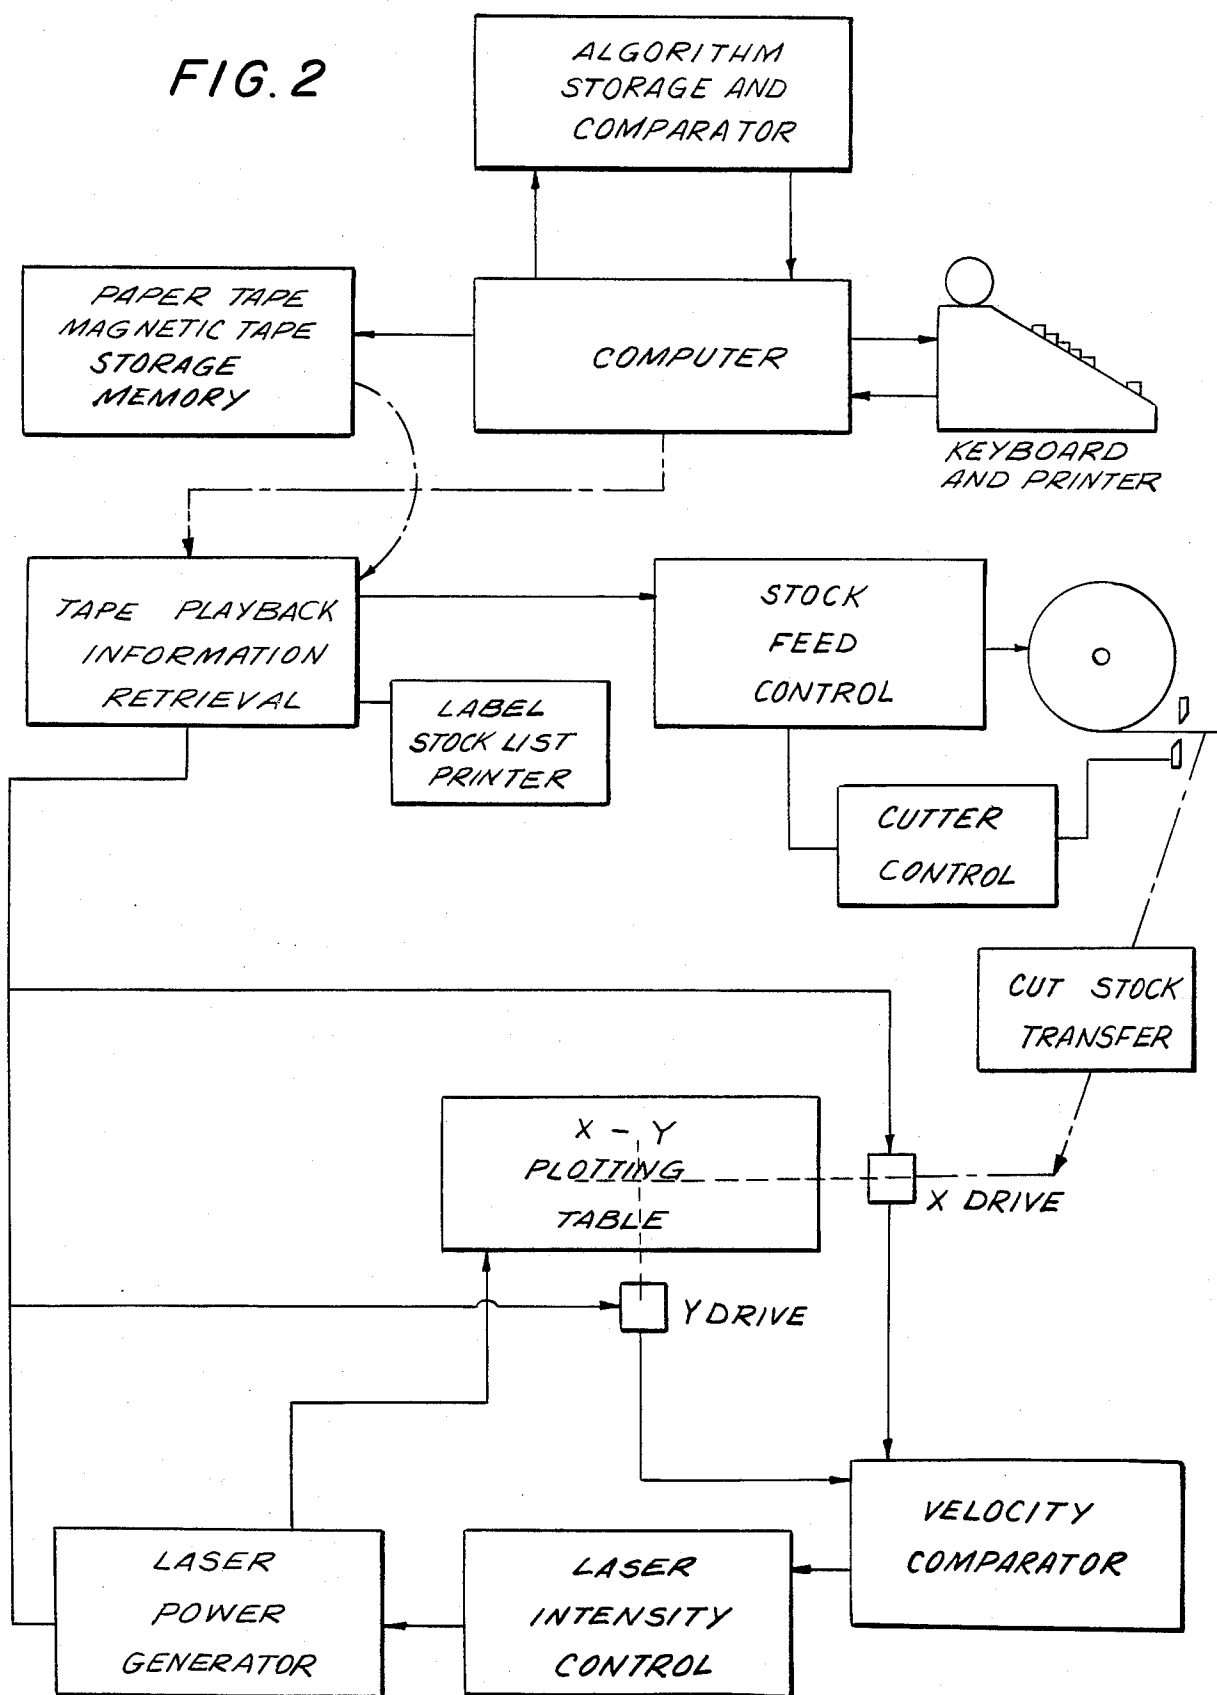 FIG. 2
ALGORITHM
STORAGE AND
COMPARATOR
PAPER TAPE
MAGNETIC TAPE
STORAGE
MEMORY
COMPUTER
KEYBOARD
AND PRINTER
TAPE PLAYBACK
INFORMATION
RETRIEVAL
LABEL
STOCK LIST
PRINTER
STOCK
FEED
CONTROL
CUTTER
CONTROL
CUT STOCK
TRANSFER
X - Y
PLOTTING
TABLE
X DRIVE
Y DRIVE
VELOCITY
COMPARATOR
LASER
INTENSITY
CONTROL
LASER
POWER
GENERATOR